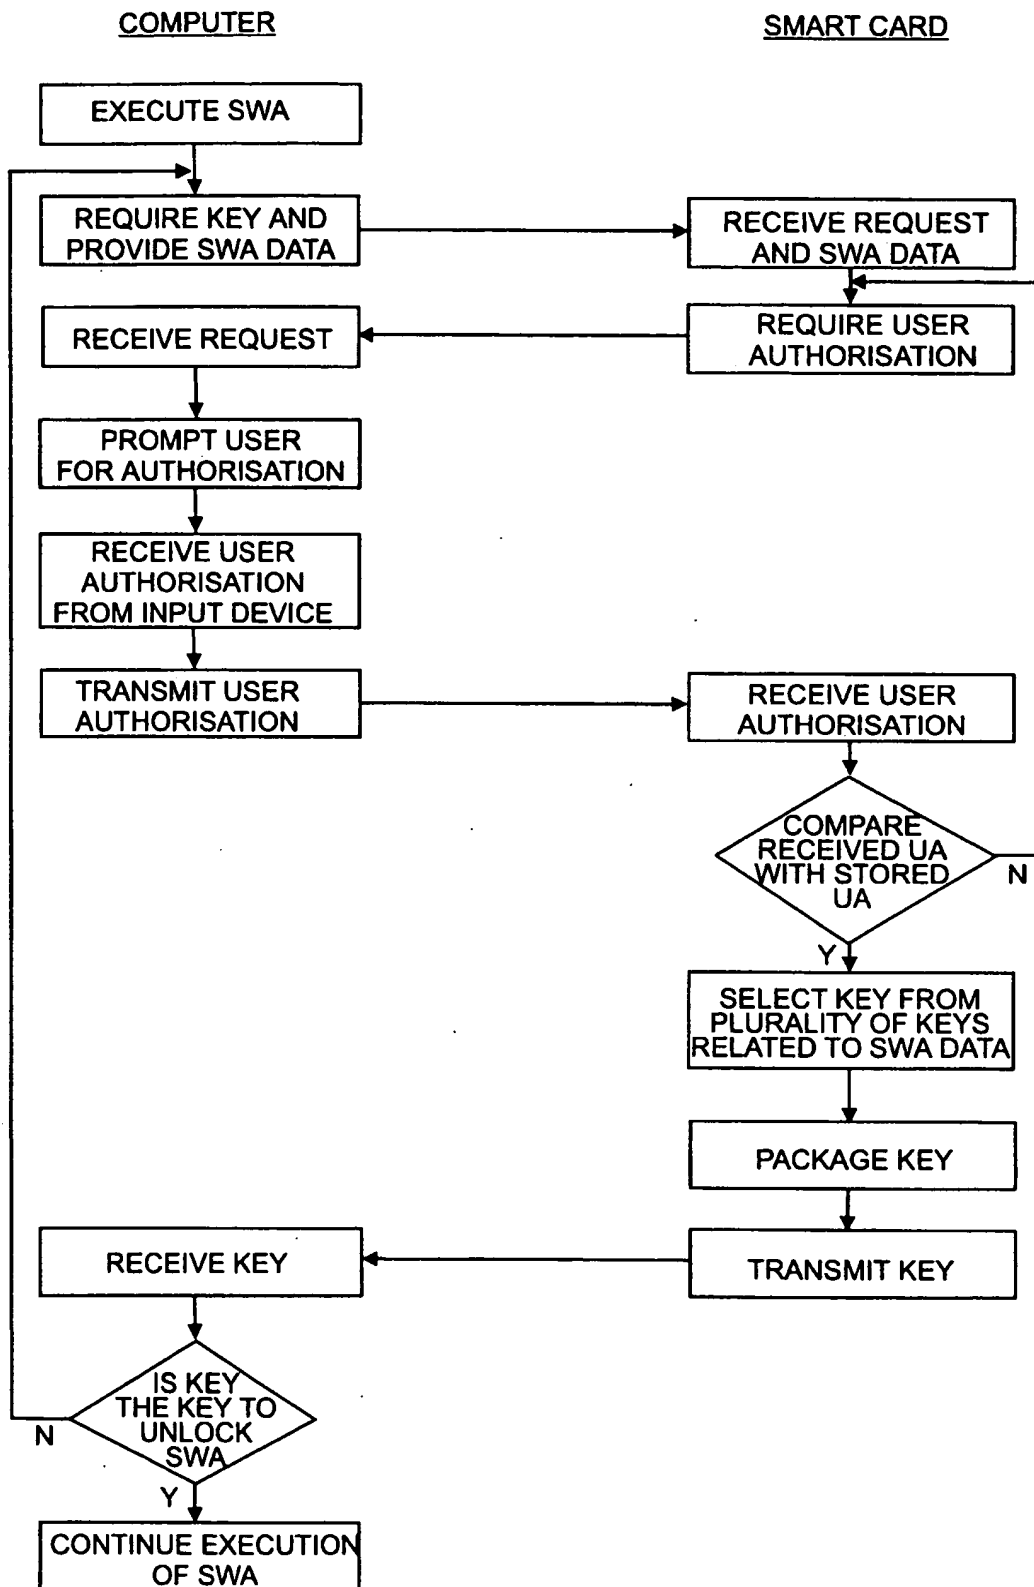 COMPUTER
SMART CARD
EXECUTE SWA
REQUIRE KEY AND
PROVIDE SWA DATA
RECEIVE REQUEST
AND SWA DATA
RECEIVE REQUEST
REQUIRE USER
AUTHORISATION
PROMPT USER
FOR AUTHORISATION
RECEIVE USER
AUTHORISATION
FROM INPUT DEVICE
TRANSMIT USER
AUTHORISATION
RECEIVE USER
AUTHORISATION
COMPARE
RECEIVED UA
WITH STORED
UA
N
Y
SELECT KEY FROM
PLURALITY OF KEYS
RELATED TO SWA DATA
PACKAGE KEY
TRANSMIT KEY
RECEIVE KEY
IS KEY
THE KEY TO
UNLOCK
SWA
N
Y
CONTINUE EXECUTION
OF SWA